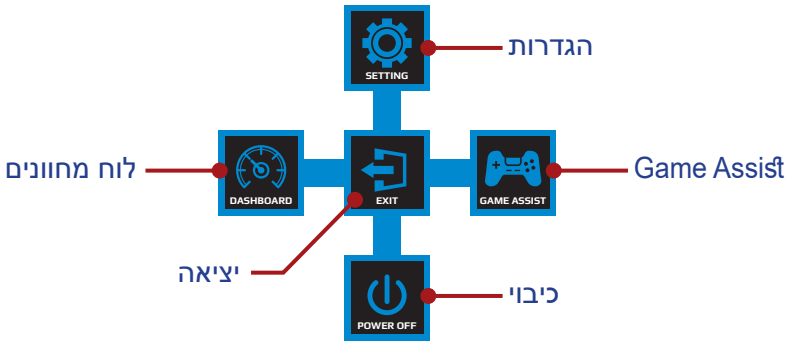 הגדרות
SETTING
לוח מחוונים
DASHBOARD
EXIT
GAME ASSIST
Game Assist
יציאה
כיבוי
POWER OFF